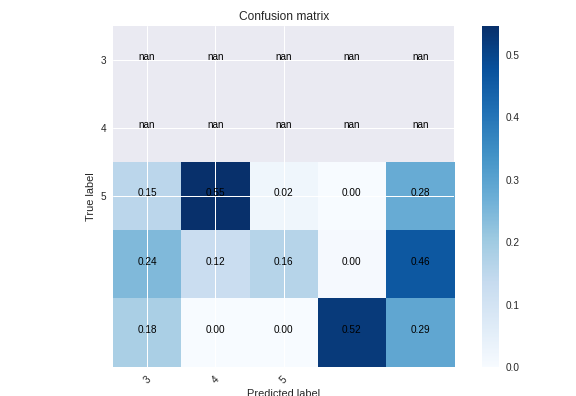 Confusion matrix
3 nan nan nan nan nan
4 nan nan nan nan nan
5 0.15 0.55 0.02 0.00 0.28
0.24 0.12 0.16 0.00 0.46
0.18 0.00 0.00 0.52 0.29
3 4 5
True label
Predicted label
0.5
0.4
0.3
0.2
0.1
0.0